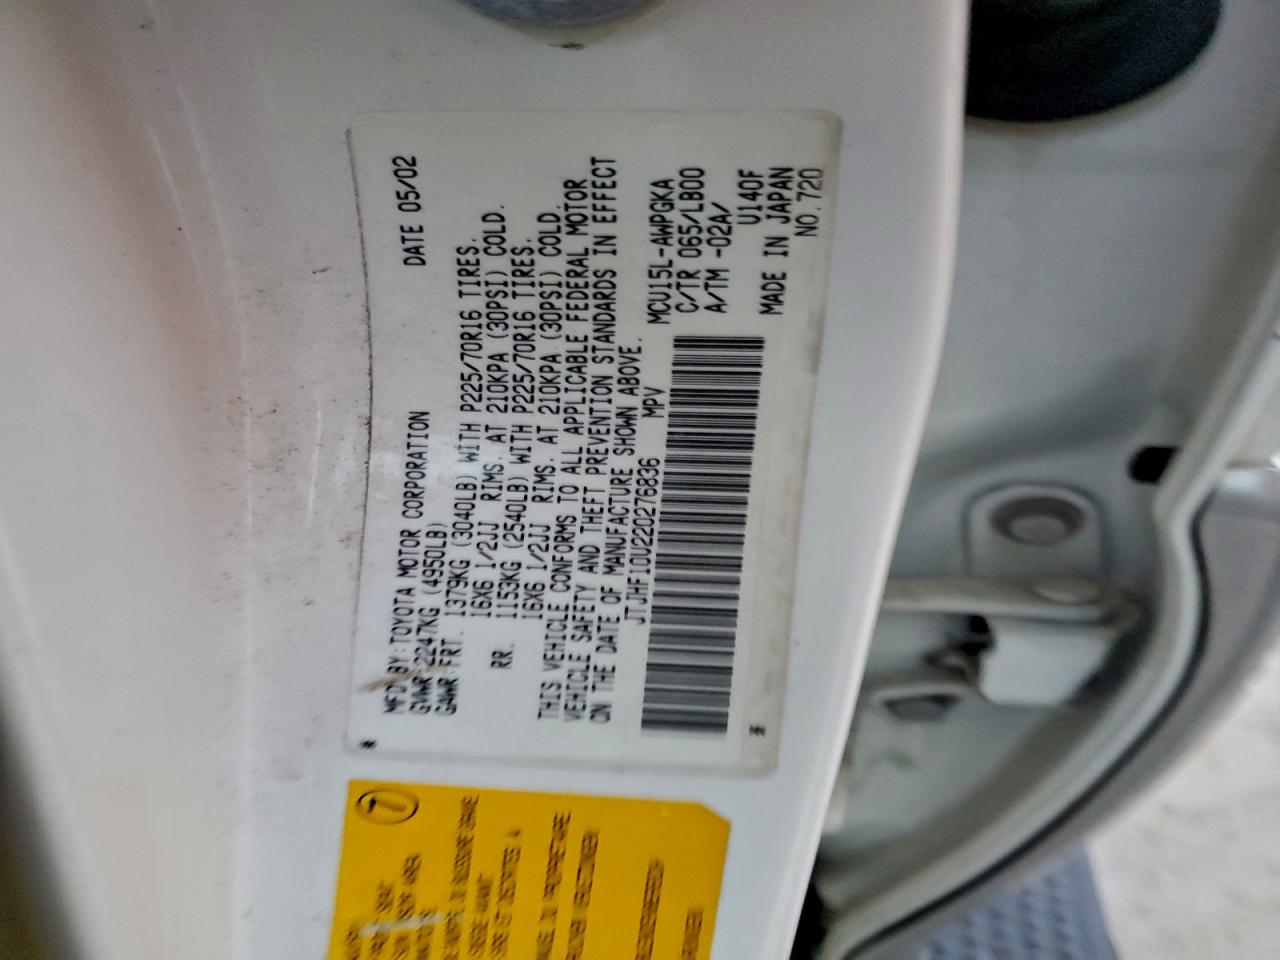 MFD BY: TOYOTA MOTOR CORPORATION DATE 05/02
GVWR 2247KG (4950LB)
GAWR FRT. 1379KG (3040LB) WITH P225/70R16 TIRES.
16X6 1/2JJ RIMS. AT 210KPA (30PSI) COLD.
RR. 1153KG (2540LB) WITH P225/70R16 TIRES.
16X6 1/2JJ RIMS. AT 210KPA (30PSI) COLD.
THIS VEHICLE CONFORMS TO ALL APPLICABLE FEDERAL MOTOR
VEHICLE SAFETY AND THEFT PREVENTION STANDARDS IN EFFECT
ON THE DATE OF MANUFACTURE SHOWN ABOVE.
JTJHF10U220276836 MPV
MCU15L-AWPGKA
C/TR 065/LB00
A/TM -02A/
U140F
MADE IN JAPAN
NO. 720